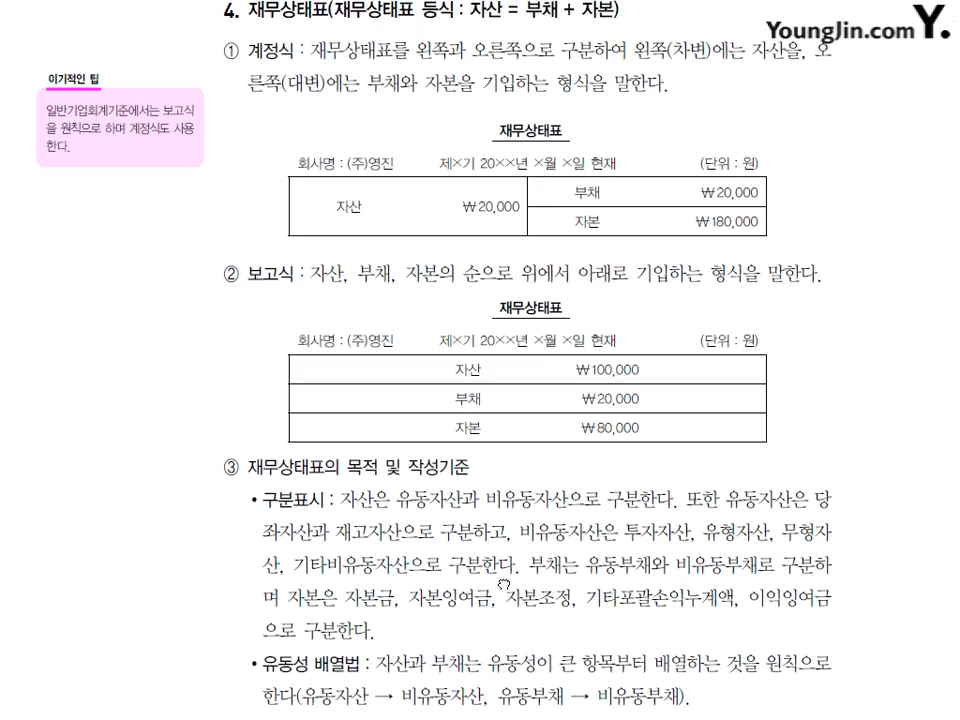 4. 재무상태표(재무상태표 등식 : 자산 = 부채 + 자본)
YoungJin.com Y.
① 계정식 : 재무상태표를 왼쪽과 오른쪽으로 구분하여 왼쪽(차변)에는 자산을, 오
른쪽(대변)에는 부채와 자본을 기입하는 형식을 말한다.
이기적인 팁
일반기업회계기준에서는 보고식
을 원칙으로 하며 계정식도 사용
한다.
재무상태표
회사명 : (주)영진 제×기 20××년 ×월 ×일 현재 (단위 : 원)
자산 ₩20,000 부채 ₩20,000
자본 ₩180,000
② 보고식 : 자산, 부채, 자본의 순으로 위에서 아래로 기입하는 형식을 말한다.
재무상태표
회사명 : (주)영진 제×기 20××년 ×월 ×일 현재 (단위 : 원)
자산 ₩100,000
부채 ₩20,000
자본 ₩80,000
③ 재무상태표의 목적 및 작성기준
• 구분표시 : 자산은 유동자산과 비유동자산으로 구분한다. 또한 유동자산은 당
좌자산과 재고자산으로 구분하고, 비유동자산은 투자자산, 유형자산, 무형자
산, 기타비유동자산으로 구분한다. 부채는 유동부채와 비유동부채로 구분하
며 자본은 자본금, 자본잉여금, 자본조정, 기타포괄손익누계액, 이익잉여금
으로 구분한다.
• 유동성 배열법 : 자산과 부채는 유동성이 큰 항목부터 배열하는 것을 원칙으로
한다(유동자산 → 비유동자산, 유동부채 → 비유동부채).